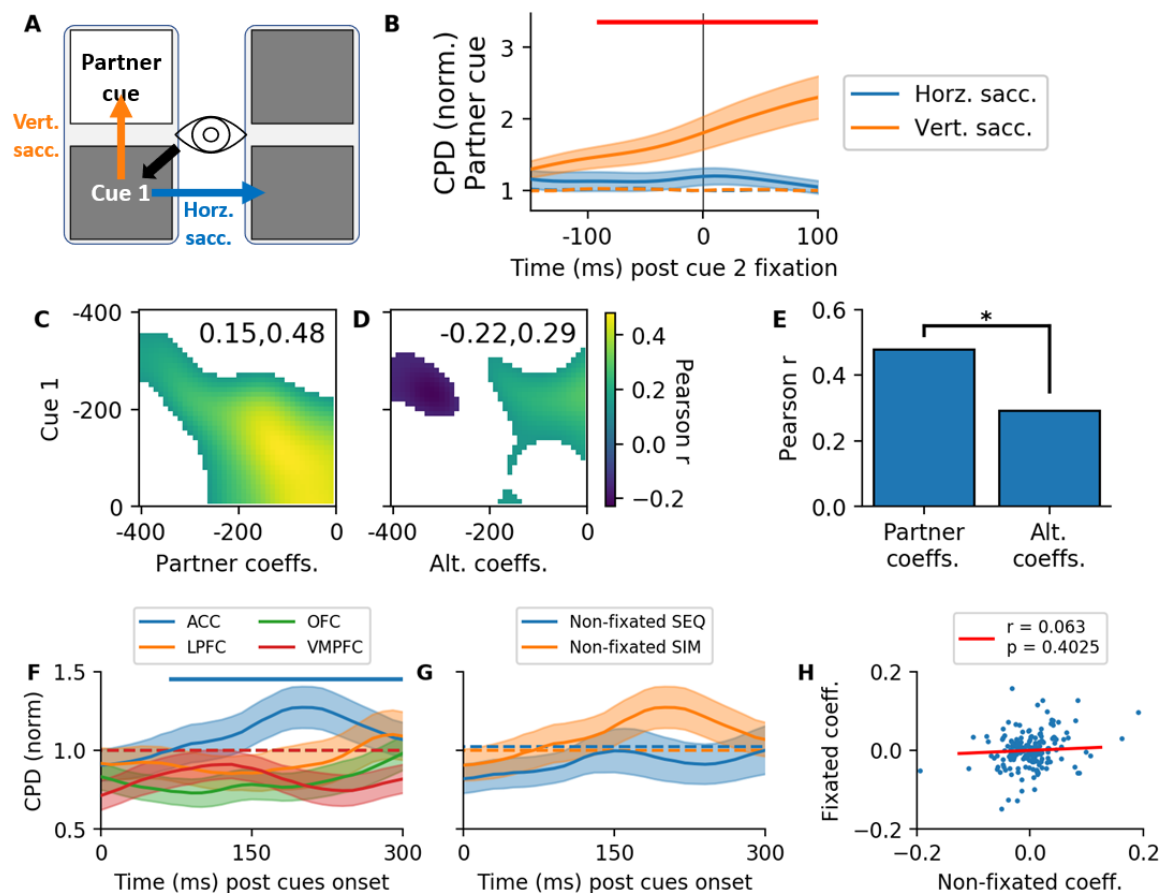 A
Partner
cue
Vert.
sacc.
Cue 1
Horz.
sacc.
B
CPD (norm.)
Partner cue
3
2
1
-100
0
100
Time (ms) post cue 2 fixation
Horz. sacc.
Vert. sacc.
C
-400
-200
0
Cue 1
0.15,0.48
-400
-200
0
Partner coeffs.
D
-0.22,0.29
-400
-200
0
Alt. coeffs.
0.4
0.2
0.0
−0.2
Pearson r
E
Pearson r
0.6
0.4
0.2
0.0
*
Partner
coeffs.
Alt.
coeffs.
ACC
LPFC
OFC
VMPFC
F
CPD (norm)
1.5
1.0
0.5
0
150
300
Time (ms) post cues onset
Non-fixated SEQ
Non-fixated SIM
G
0
150
300
Time (ms) post cues onset
r = 0.063
p = 0.4025
H
Fixated coeff.
0.2
0.0
−0.2
−0.2
0.0
0.2
Non-fixated coeff.